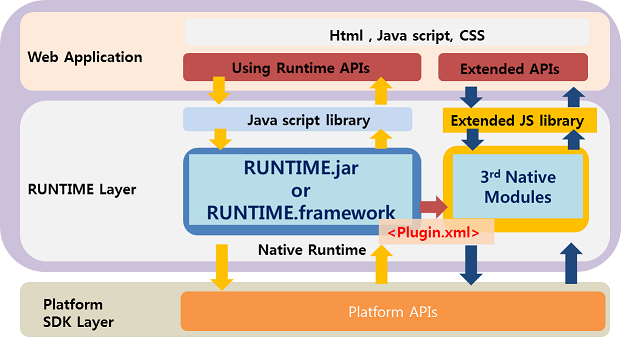 Html , Java script, CSS
Web Application
Using Runtime APIs
Extended APIs
Java script library
Extended JS library
RUNTIME Layer
RUNTIME.jar
or
RUNTIME.framework
3rd Native
Modules
<Plugin.xml>
Native Runtime
Platform
SDK Layer
Platform APIs